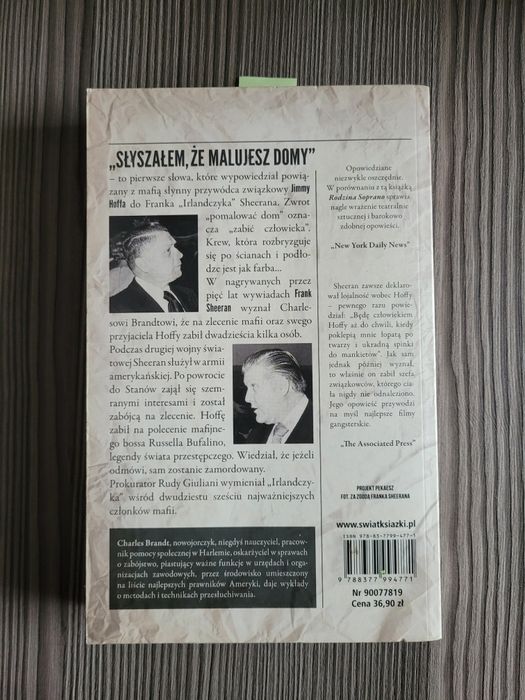 „SŁYSZAŁEM, ŻE MALUJESZ DOMY”
– to pierwsze słowa, które wypowiedział powią-
zany z mafią słynny przywódca związkowy Jimmy
Hoffa do Franka „Irlandczyka” Sheerana. Zwrot
„pomalować dom” ozna-
cza “zabić człowieka”.
Krew, która rozbryzguje
się po ścianach i podło-
dze jest jak farba...
W nagrywanych przez
pięć lat wywiadach Frank
Sheeran wyznał Charle-
sowi Brandtowi, że na zlecenie mafii oraz swego
przyjaciela Hoffy zabił dwadzieścia kilka osób.
Podczas drugiej wojny świa-
towej Sheeran służył w armii
amerykańskiej. Po powrocie
do Stanów zajął się szem-
ranymi interesami i został
zabójcą na zlecenie. Hoffę
zabił na polecenie mafijne-
go bossa Russella Bufalino,
legendy świata przestępczego. Wiedział, że jeżeli
odmówi, sam zostanie zamordowany.
Prokurator Rudy Giuliani wymieniał „Irlandczy-
ka” wśród dwudziestu sześciu najważniejszych
członków mafii.
Charles Brandt, nowojorczyk, niegdyś nauczyciel, pracow-
nik pomocy społecznej w Harlemie, oskarżyciel w sprawach
o zabójstwo, piastujący ważne funkcje w urzędach i orga-
nizacjach zawodowych, przez środowisko umieszczony
na liście najlepszych prawników Ameryki, daje wykłady
o metodach i technikach przesłuchiwania.
Opowiedziane
niezwykle oszczędnie.
W porównaniu z tą książką
Rodzina Soprano sprawia
nagle wrażenie teatralnie
sztucznej i barokowo
zdobnej opowieści.
„New York Daily News”
Sheeran zawsze deklaro-
wał lojalność wobec Hoffy –
pewnego razu powie-
dział: „Będę człowiekiem
Hoffy aż do chwili, kiedy
poklepią mnie łopatą po
twarzy i ukradną spinki
do mankietów”. Jak sam
jednak później wyznał,
to właśnie on zabił szefa
związkowców, którego cia-
ła nigdy nie odnaleziono.
Jego opowieść przywodzi
na myśl najlepsze filmy
gangsterskie.
„The Associated Press”
PROJEKT PEKAESZ
FOT. ZA ZGODĄ FRANKA SHEERANA
www.swiatksiazki.pl
ISBN 978-83-7799-477-1
9 788377 994771
Nr 90077819
Cena 36,90 zł